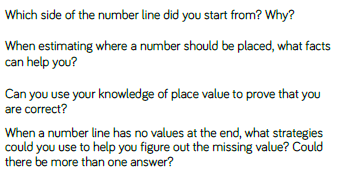 Which side of the number line did you start from? Why?
When estimating where a number should be placed, what facts
can help you?
Can you use your knowledge of place value to prove that you
are correct?
When a number line has no values at the end, what strategies
could you use to help you figure out the missing value? Could
there be more than one answer?